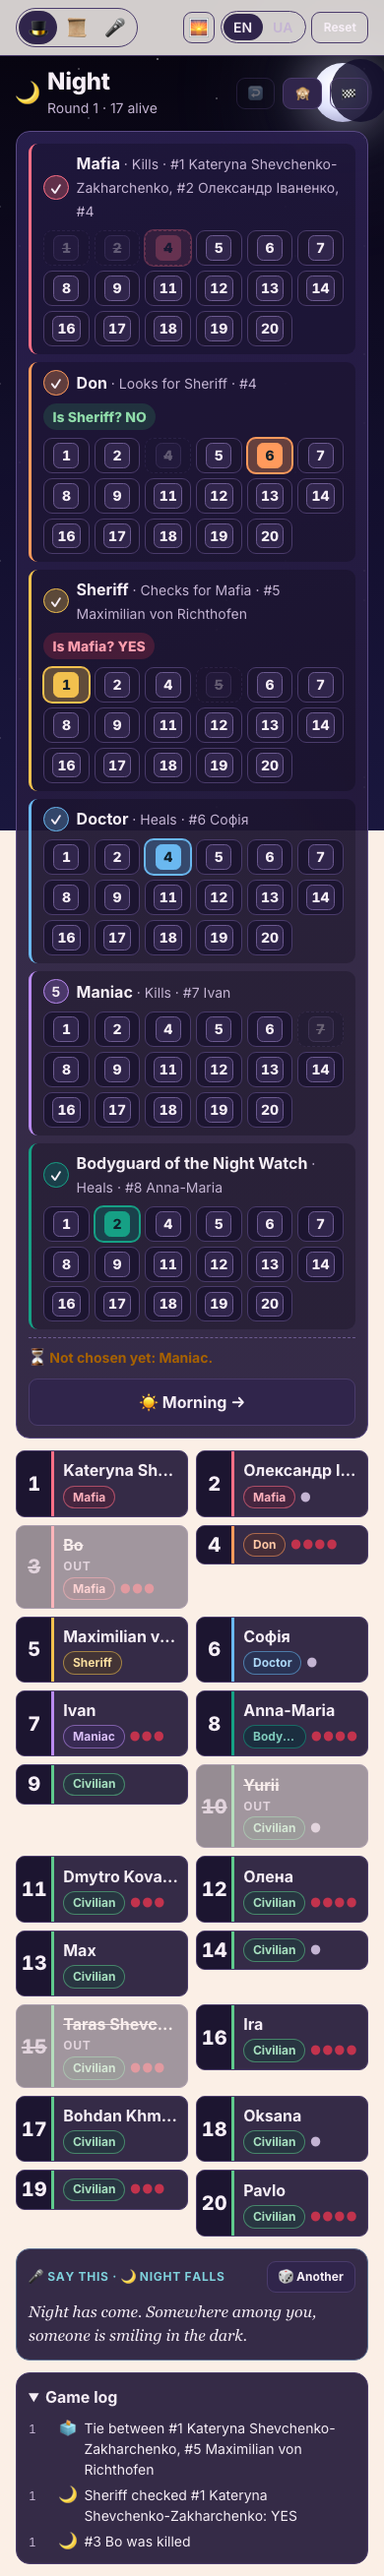 EN UA Reset
Night
Round 1 · 17 alive
Mafia · Kills · #1 Kateryna Shevchenko-
Zakharchenko, #2 Олександр Іваненко,
#4
1 2 4 5 6 7
8 9 11 12 13 14
16 17 18 19 20
Don · Looks for Sheriff · #4
Is Sheriff? NO
1 2 4 5 6 7
8 9 11 12 13 14
16 17 18 19 20
Sheriff · Checks for Mafia · #5
Maximilian von Richthofen
Is Mafia? YES
1 2 4 5 6 7
8 9 11 12 13 14
16 17 18 19 20
Doctor · Heals · #6 Софія
1 2 4 5 6 7
8 9 11 12 13 14
16 17 18 19 20
5 Maniac · Kills · #7 Ivan
1 2 4 5 6 7
8 9 11 12 13 14
16 17 18 19 20
Bodyguard of the Night Watch ·
Heals · #8 Anna-Maria
1 2 4 5 6 7
8 9 11 12 13 14
16 17 18 19 20
Not chosen yet: Maniac.
Morning →
1 Kateryna Sh...
Mafia
2 Олександр І...
Mafia
3 Bo
OUT
Mafia
4 Don
5 Maximilian v...
Sheriff
6 Софія
Doctor
7 Ivan
Maniac
8 Anna-Maria
Body...
9 Civilian
10 Yurii
OUT
Civilian
11 Dmytro Kova...
Civilian
12 Олена
Civilian
13 Max
Civilian
14 Civilian
15 Taras Shevc...
OUT
Civilian
16 Ira
Civilian
17 Bohdan Khm...
Civilian
18 Oksana
Civilian
19 Civilian
20 Pavlo
Civilian
SAY THIS · NIGHT FALLS
Another
Night has come. Somewhere among you,
someone is smiling in the dark.
▼ Game log
1 Tie between #1 Kateryna Shevchenko-
Zakharchenko, #5 Maximilian von
Richthofen
1 Sheriff checked #1 Kateryna
Shevchenko-Zakharchenko: YES
1 #3 Bo was killed